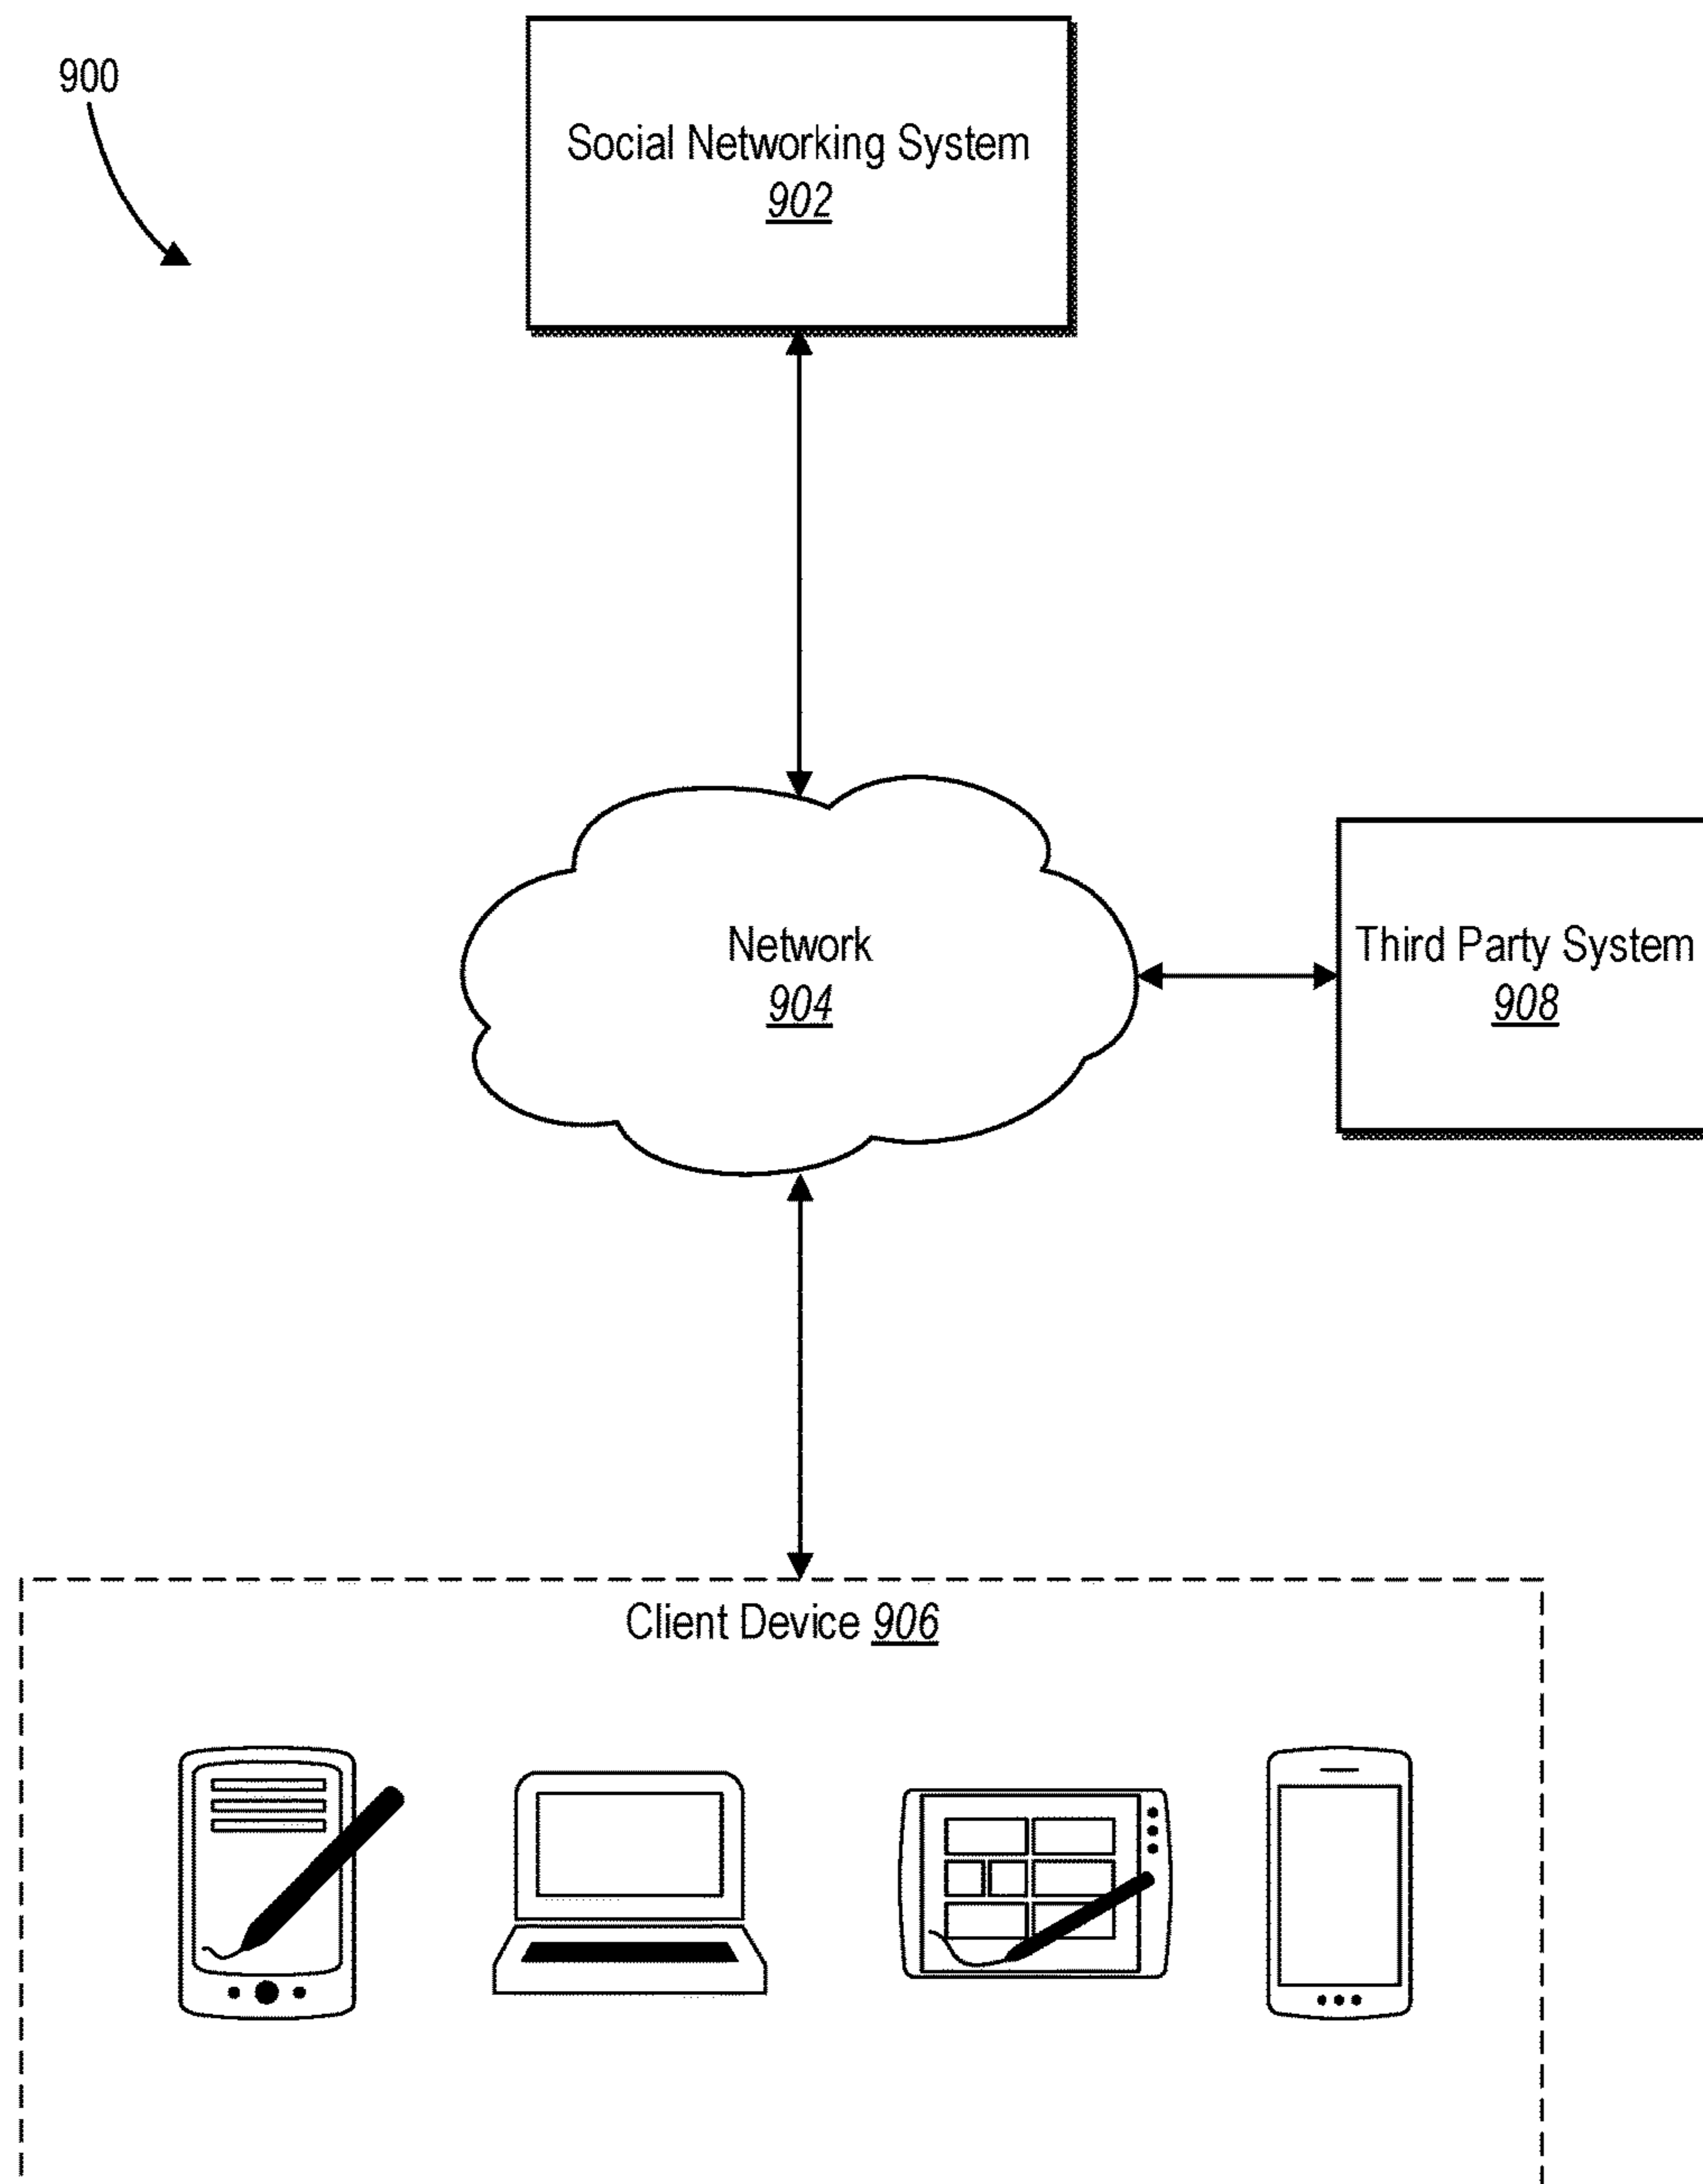 900
Social Networking System
902
Network
904
Third Party System
908
Client Device 906